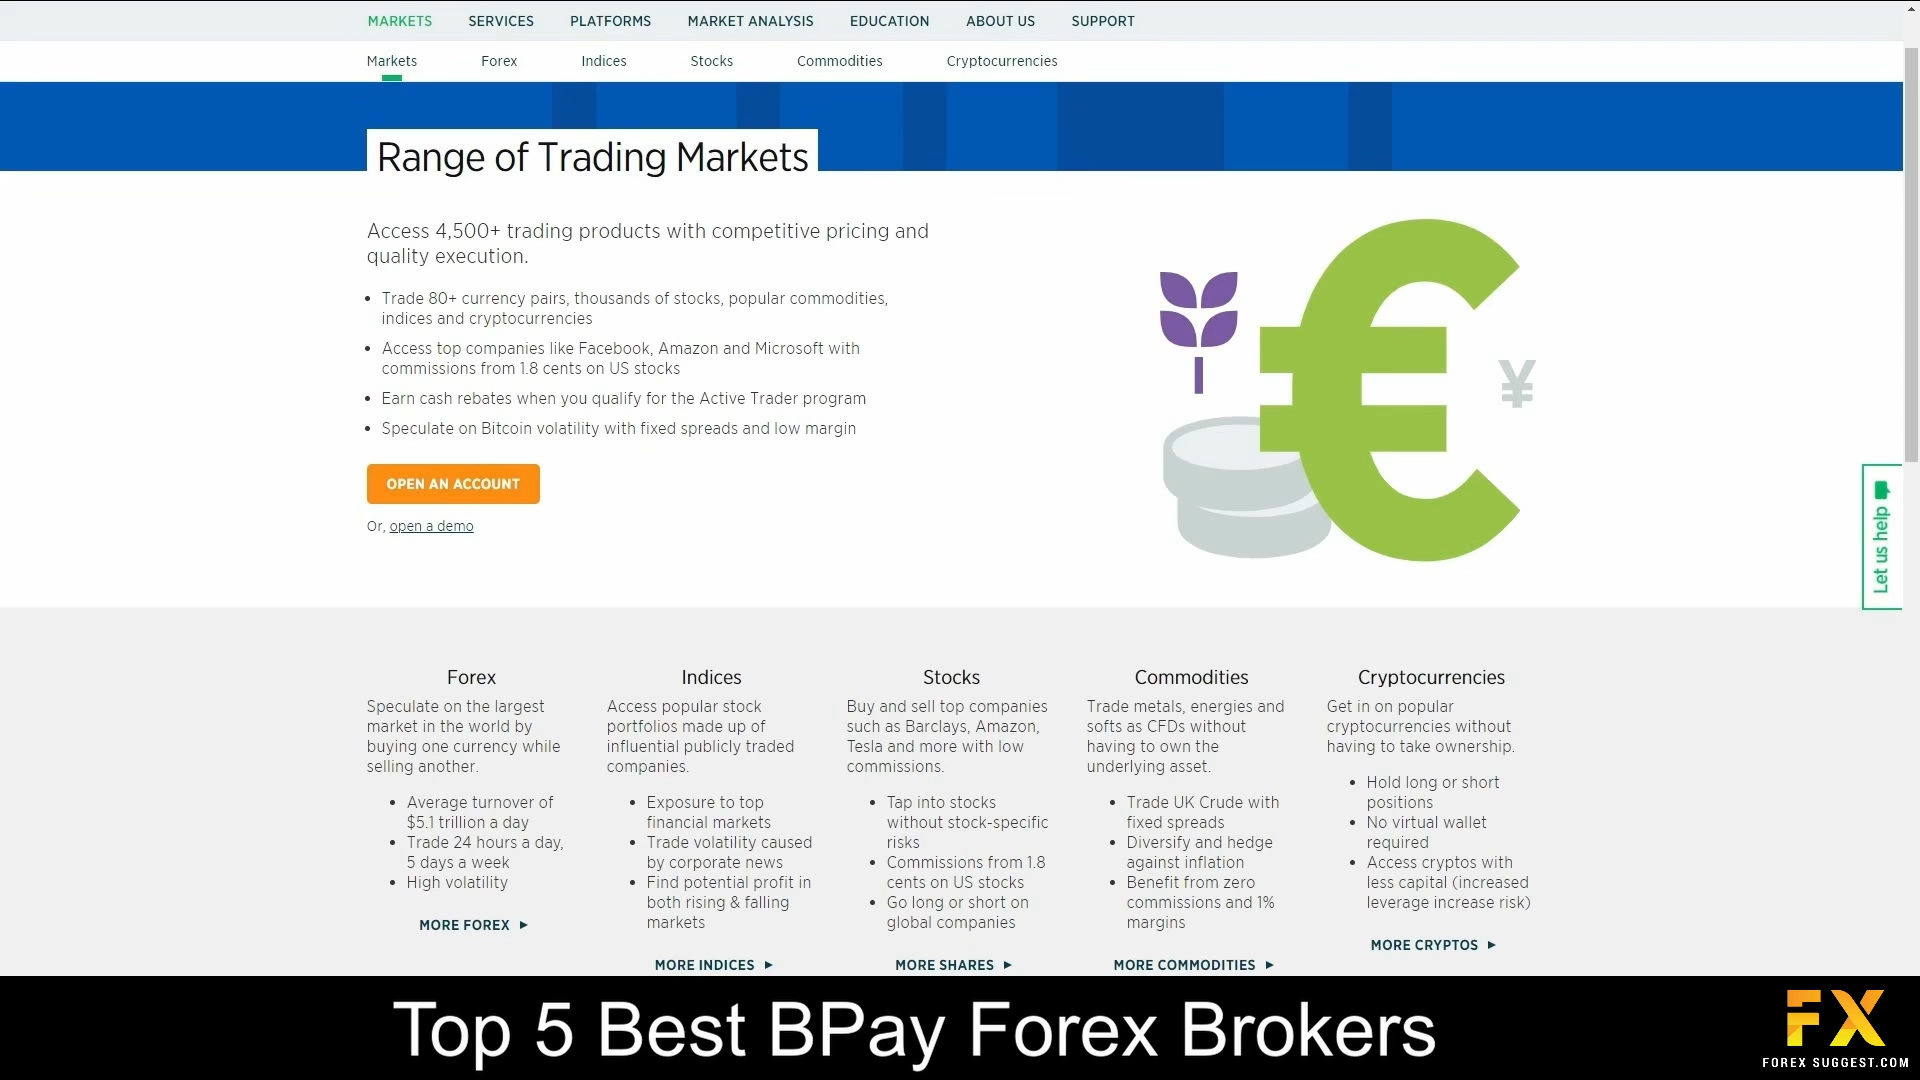 MARKETS SERVICES PLATFORMS MARKET ANALYSIS EDUCATION ABOUT US SUPPORT
Markets Forex Indices Stocks Commodities Cryptocurrencies
Range of Trading Markets
Access 4,500+ trading products with competitive pricing and
quality execution.
• Trade 80+ currency pairs, thousands of stocks, popular commodities,
indices and cryptocurrencies
• Access top companies like Facebook, Amazon and Microsoft with
commissions from 1.8 cents on US stocks
• Earn cash rebates when you qualify for the Active Trader program
• Speculate on Bitcoin volatility with fixed spreads and low margin
OPEN AN ACCOUNT
Or, open a demo
€
¥
Let us help
Forex
Speculate on the largest
market in the world by
buying one currency while
selling another.
• Average turnover of
$5.1 trillion a day
• Trade 24 hours a day,
5 days a week
• High volatility
MORE FOREX ►
Indices
Access popular stock
portfolios made up of
influential publicly traded
companies.
• Exposure to top
financial markets
• Trade volatility caused
by corporate news
• Find potential profit in
both rising & falling
markets
MORE INDICES ►
Stocks
Buy and sell top companies
such as Barclays, Amazon,
Tesla and more with low
commissions.
• Tap into stocks
without stock-specific
risks
• Commissions from 1.8
cents on US stocks
• Go long or short on
global companies
MORE SHARES ►
Commodities
Trade metals, energies and
softs as CFDs without
having to own the
underlying asset.
• Trade UK Crude with
fixed spreads
• Diversify and hedge
against inflation
• Benefit from zero
commissions and 1%
margins
MORE COMMODITIES ►
Cryptocurrencies
Get in on popular
cryptocurrencies without
having to take ownership.
• Hold long or short
positions
• No virtual wallet
required
• Access cryptos with
less capital (increased
leverage increase risk)
MORE CRYPTOS ►
Top 5 Best BPay Forex Brokers
FX
FOREX SUGGEST.COM